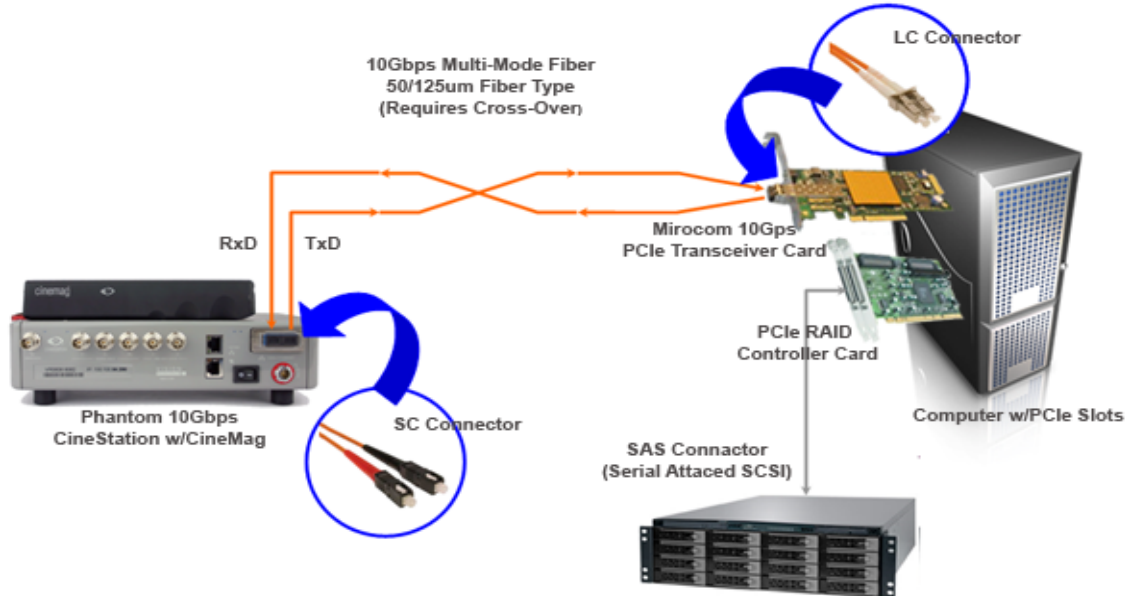 LC Connector
10Gbps Multi-Mode Fiber
50/125um Fiber Type
(Requires Cross-Over)
Mirocom 10Gps
PCIe Transceiver Card
RxD
TxD
cinemag
PCIe RAID
Controller Card
Phantom 10Gbps
CineStation w/CineMag
SC Connector
Computer w/PCIe Slots
SAS Connactor
(Serial Attaced SCSI)